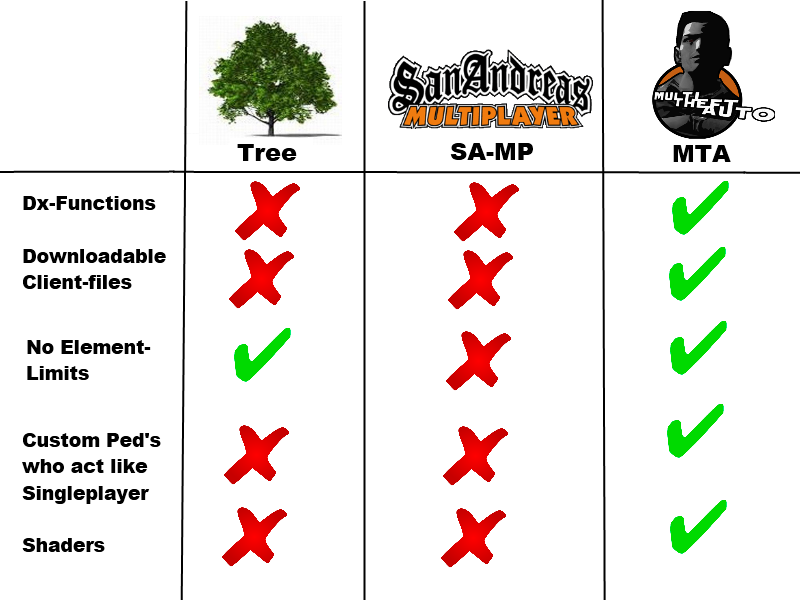 SanAndreas
MULTIPLAYER
MULTI
THEFT
AUTO
Tree
SA-MP
MTA
Dx-Functions
Downloadable
Client-files
No Element-
Limits
Custom Ped's
who act like
Singleplayer
Shaders